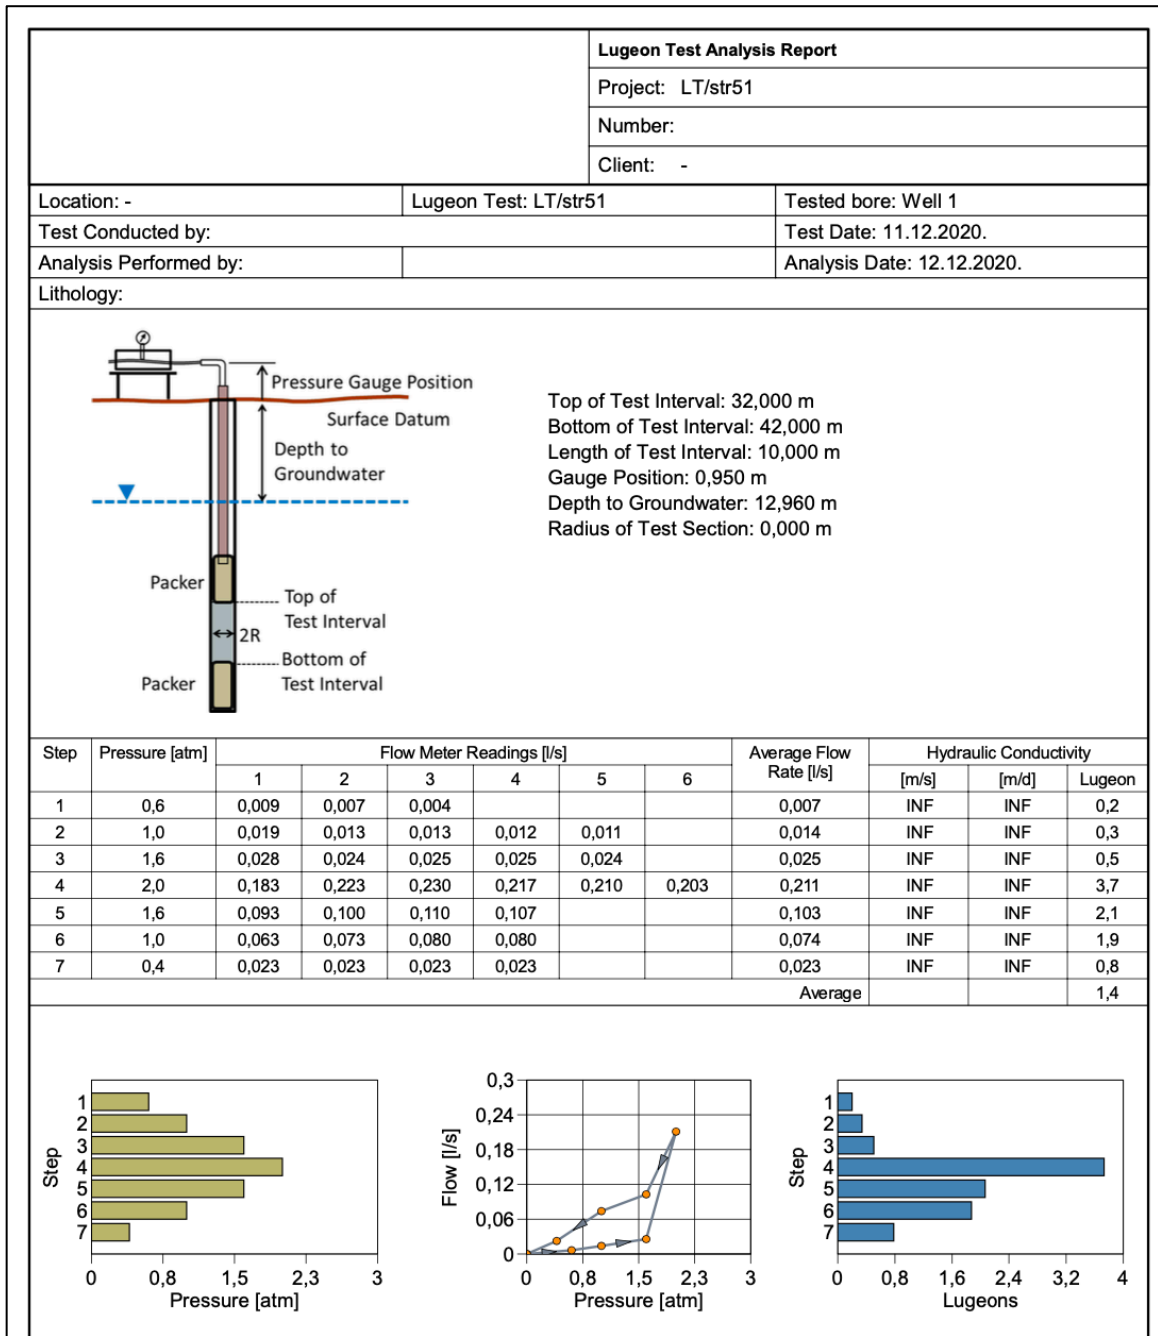 Lugeon Test Analysis Report
Project: LT/str51
Number:
Client: -
Location: - Lugeon Test: LT/str51 Tested bore: Well 1
Test Conducted by: Test Date: 11.12.2020.
Analysis Performed by: Analysis Date: 12.12.2020.
Lithology:
Pressure Gauge Position
Surface Datum
Depth to
Groundwater
Packer
Top of
Test Interval
2R
Bottom of
Test Interval
Packer
Top of Test Interval: 32,000 m
Bottom of Test Interval: 42,000 m
Length of Test Interval: 10,000 m
Gauge Position: 0,950 m
Depth to Groundwater: 12,960 m
Radius of Test Section: 0,000 m
Step Pressure [atm] Flow Meter Readings [l/s] Average Flow Hydraulic Conductivity
Rate [l/s]
1 2 3 4 5 6 [m/s] [m/d] Lugeon
1 0,6 0,009 0,007 0,004 0,007 INF INF 0,2
2 1,0 0,019 0,013 0,013 0,012 0,011 0,014 INF INF 0,3
3 1,6 0,028 0,024 0,025 0,025 0,024 0,025 INF INF 0,5
4 2,0 0,183 0,223 0,230 0,217 0,210 0,203 0,211 INF INF 3,7
5 1,6 0,093 0,100 0,110 0,107 0,103 INF INF 2,1
6 1,0 0,063 0,073 0,080 0,080 0,074 INF INF 1,9
7 0,4 0,023 0,023 0,023 0,023 0,023 INF INF 0,8
Average 1,4
Step
1
2
3
4
5
6
7
0 0,8 1,5 2,3 3
Pressure [atm]
Flow [l/s]
0,3
0,24
0,18
0,12
0,06
0
0 0,8 1,5 2,3 3
Pressure [atm]
Step
1
2
3
4
5
6
7
0 0,8 1,6 2,4 3,2 4
Lugeons